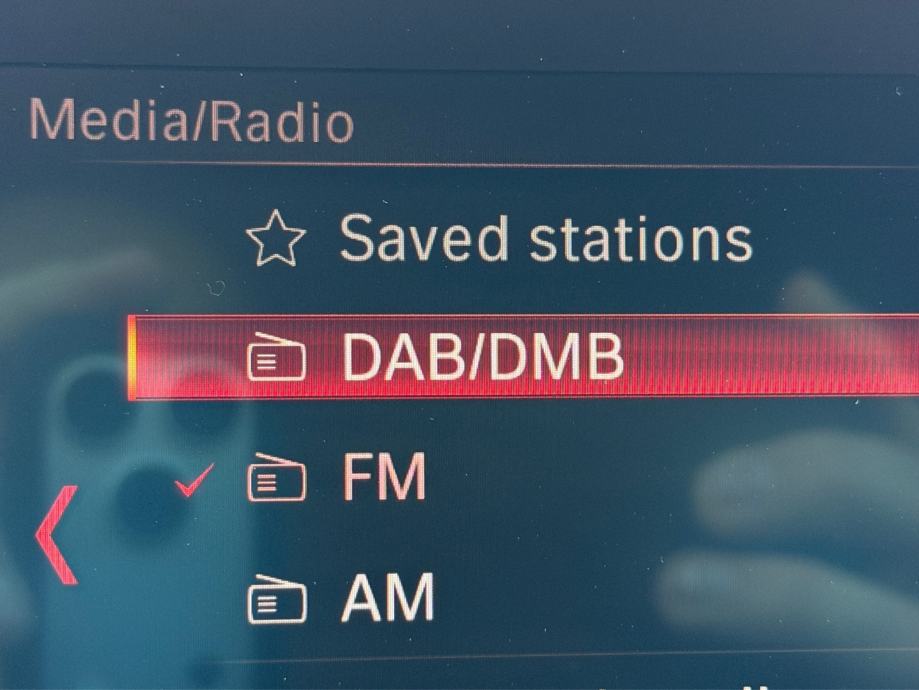 Media/Radio
Saved stations
DAB/DMB
FM
AM